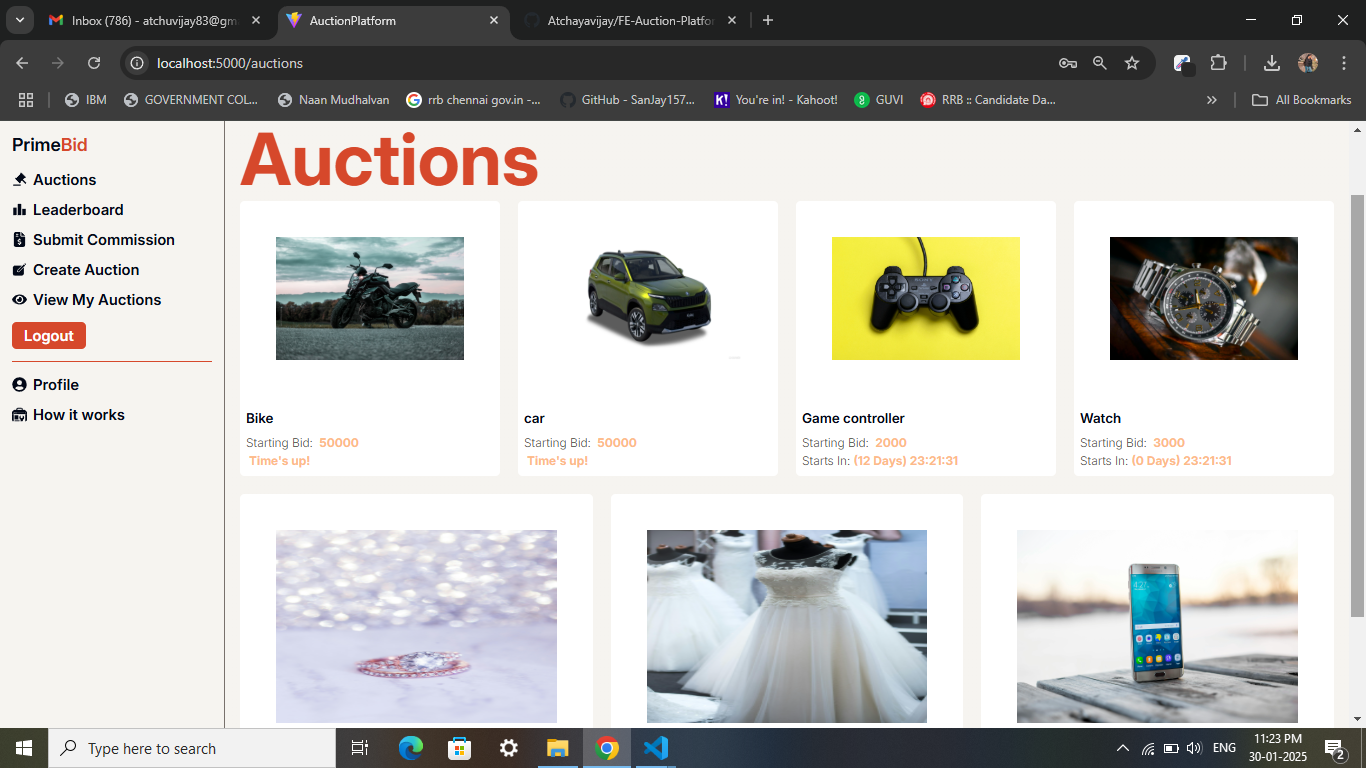 Inbox (786) - atchuvijay83@gm
AuctionPlatform
Atchayavijay/FE-Auction-Platfor
localhost:5000/auctions
IBM
GOVERNMENT COL...
Naan Mudhalvan
rrb chennai gov.in -...
GitHub - SanJay157...
You're in! - Kahoot!
GUVI
RRB :: Candidate Da...
»
All Bookmarks
PrimeBid
Auctions
Leaderboard
Submit Commission
Create Auction
View My Auctions
Logout
Profile
How it works
Auctions
Bike
Starting Bid: 50000
Time's up!
car
Starting Bid: 50000
Time's up!
Game controller
Starting Bid: 2000
Starts In: (12 Days) 23:21:31
Watch
Starting Bid: 3000
Starts In: (0 Days) 23:21:31
Type here to search
ENG
11:23 PM
30-01-2025
2